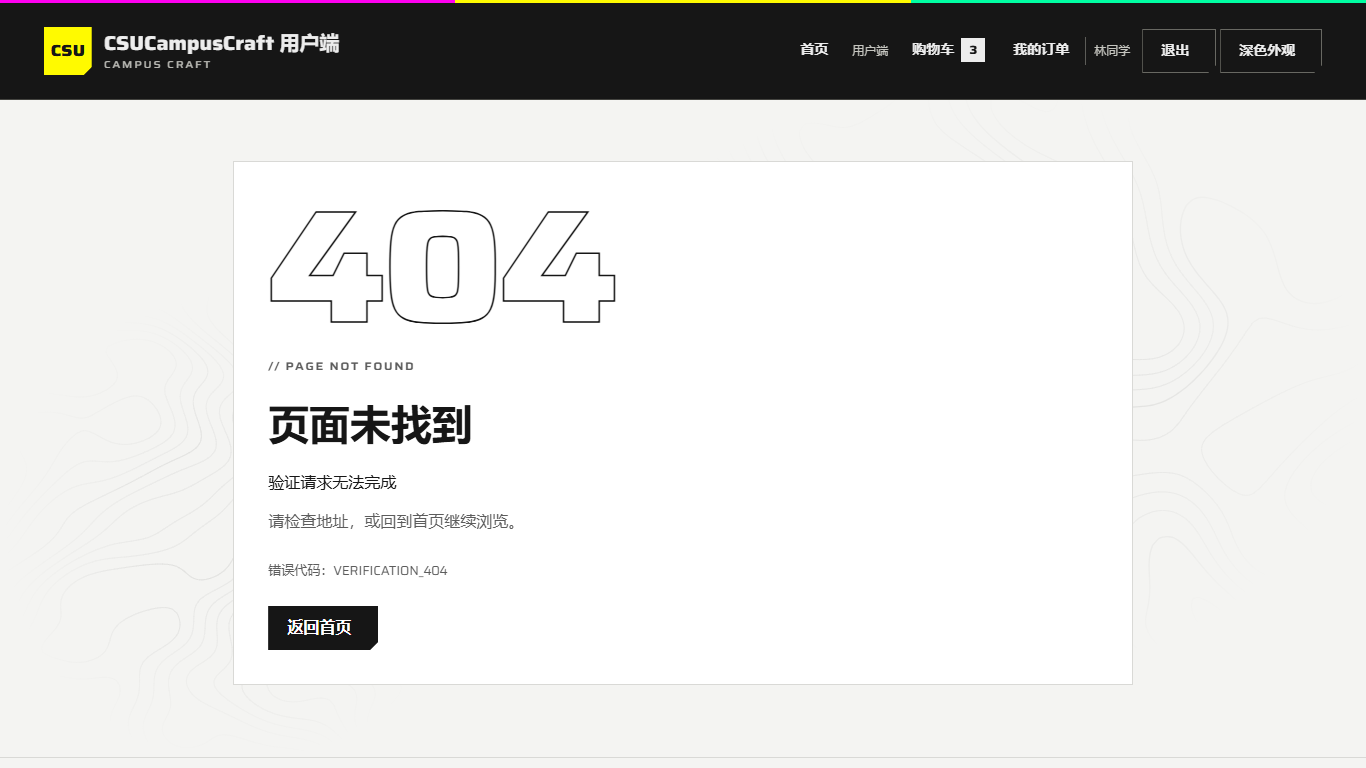 CSU
CSUCampusCraft 用户端
CAMPUS CRAFT
首页 用户端 购物车 3 我的订单 林同学 退出 深色外观
404
// PAGE NOT FOUND
页面未找到
验证请求无法完成
请检查地址，或回到首页继续浏览。
错误代码：VERIFICATION_404
返回首页